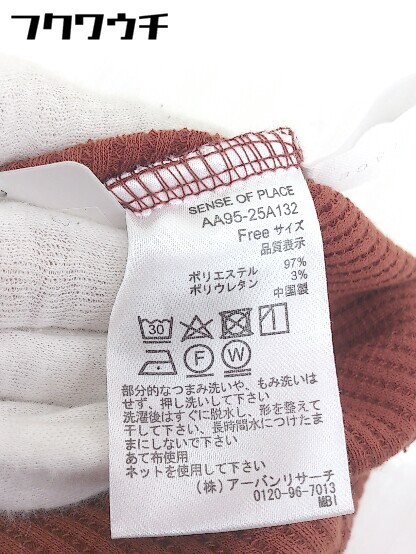 フクワウチ
SENSE OF PLACE
AA95-25A132
Free サイズ
品質表示
ポリエステル 97%
ポリウレタン 3%
中国製
30
F W
部分的なつまみ洗いや、もみ洗いは
せず、押し洗いして下さい。
洗濯後はすぐに脱水し、形を整えて
干して下さい。長時間水につけたま
まにしないで下さい
あて布使用
ネットを使用して下さい。
(株) アーバンリサーチ
0120-96-7013
MBI